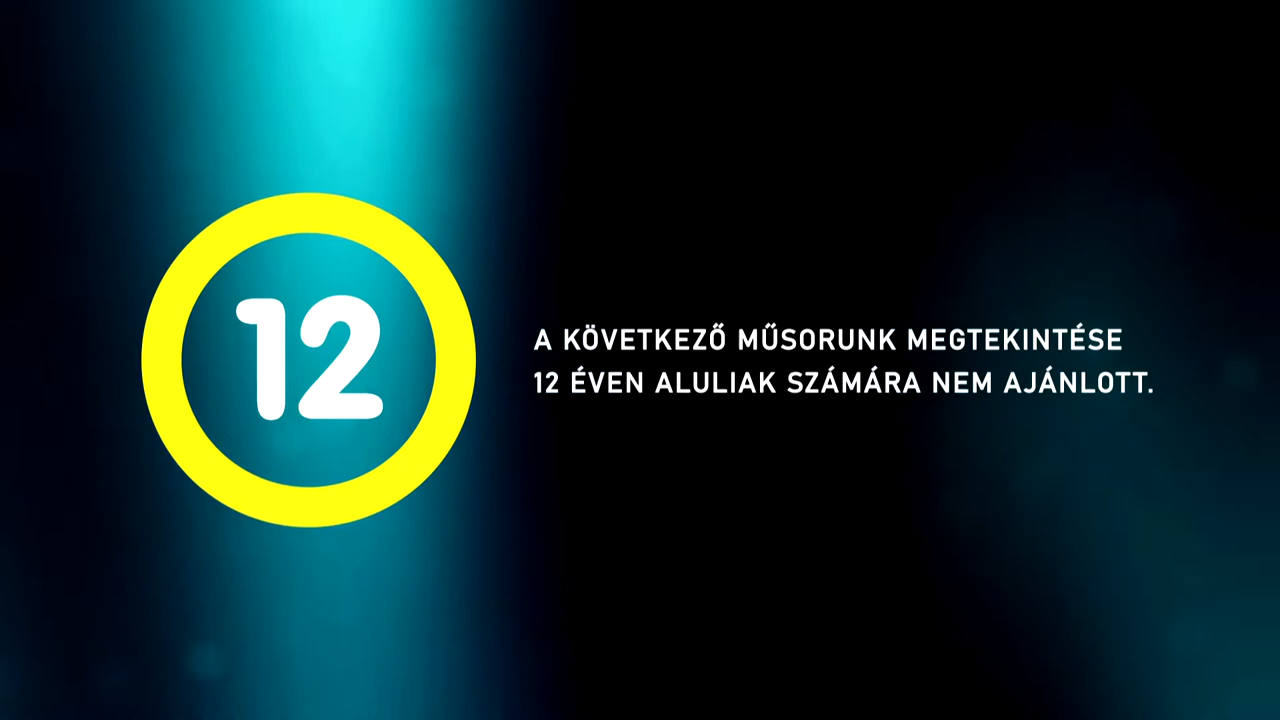 12
A KÖVETKEZŐ MŰSORUNK MEGTEKINTÉSE
12 ÉVEN ALULIAK SZÁMÁRA NEM AJÁNLOTT.